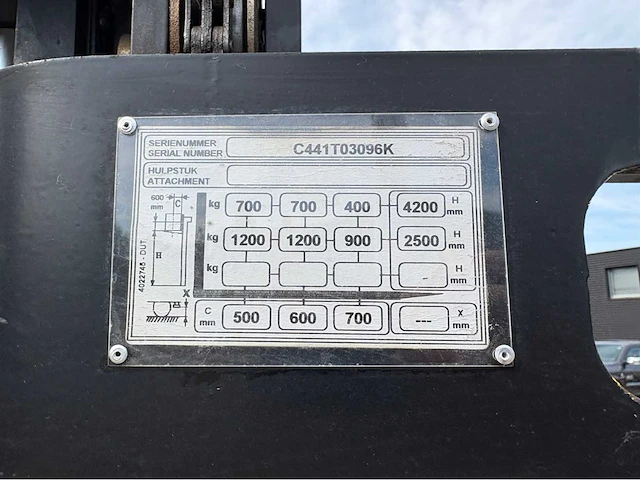 SERIENUMMER
SERIAL NUMBER C441T03096K
HULPSTUK
ATTACHMENT
600 mm C kg 700 700 400 4200 H mm
H kg 1200 1200 900 2500 H mm
kg --- H mm
X C mm 500 600 700 --- X mm
4022745 - DUT